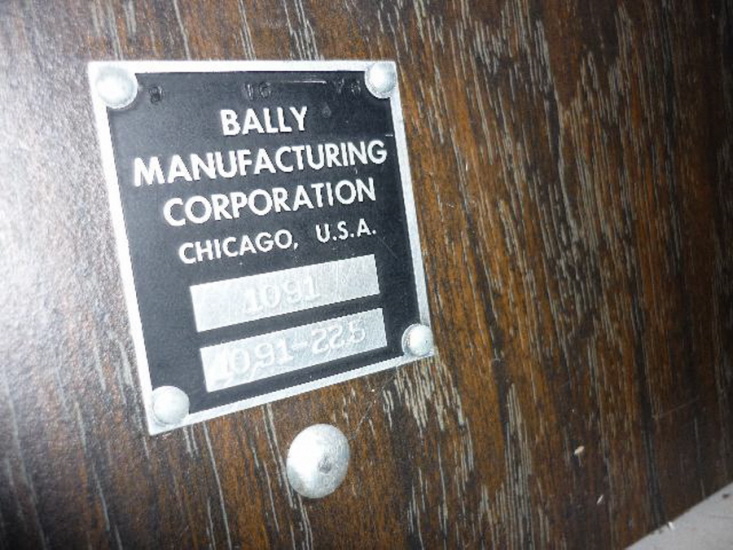 BALLY
MANUFACTURING
CORPORATION
CHICAGO, U.S.A.
1091
1091-225